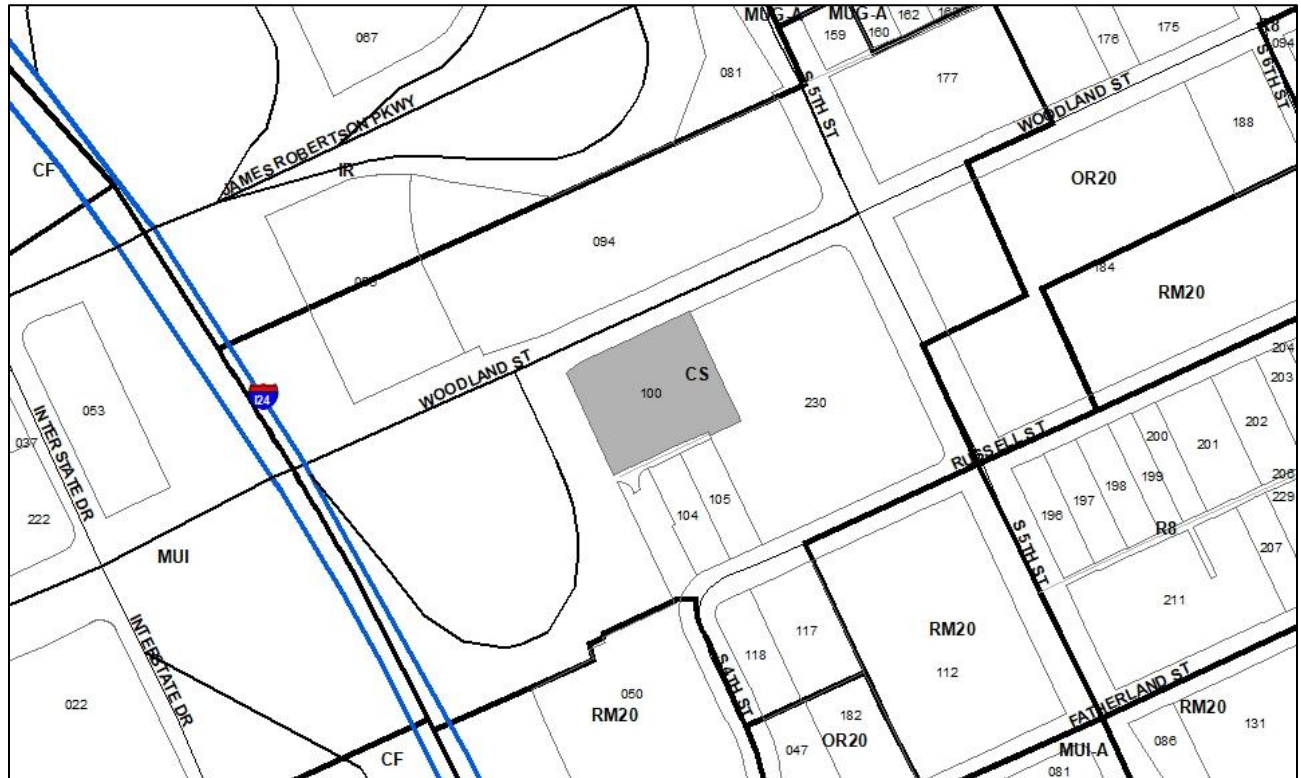 MUG-A
MUG-A
162
160
159
067
081
177
176
175
R8
094
S 6TH ST
S 5TH ST
WOODLAND ST
188
JAMES ROBERTSON PKWY
IR
CF
OR20
094
184
RM20
053
WOODLAND ST
I24
CS
100
230
204
203
202
201
200
199
198
197
196
RUSSELL ST
037
INTERSTATE DR
222
105
104
206
229
R8
207
S 5TH ST
211
MUI
INTERSTATE DR
118
117
RM20
112
S 4TH ST
050
RM20
022
182
047
OR20
FATHERLAND ST
RM20
131
086
MUI-A
081
CF